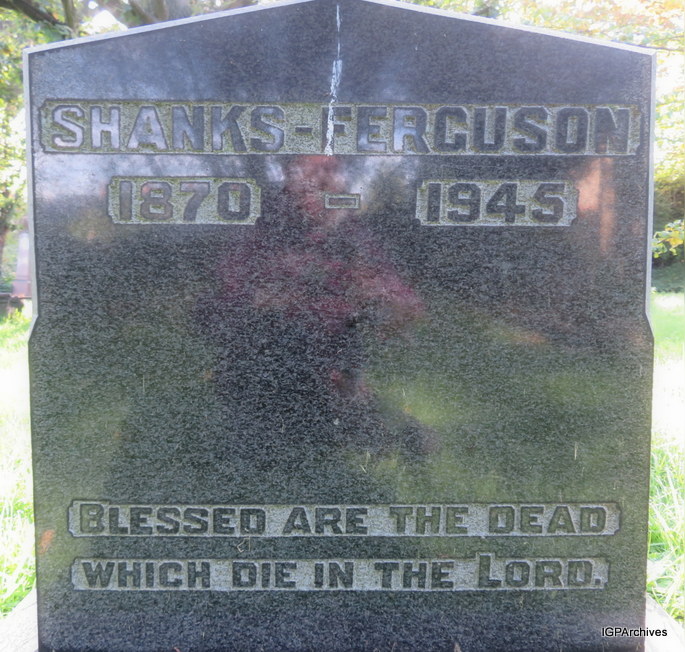 SHANKS-FERGUSON
1870 - 1945
BLESSED ARE THE DEAD
WHICH DIE IN THE LORD.
IGPArchives